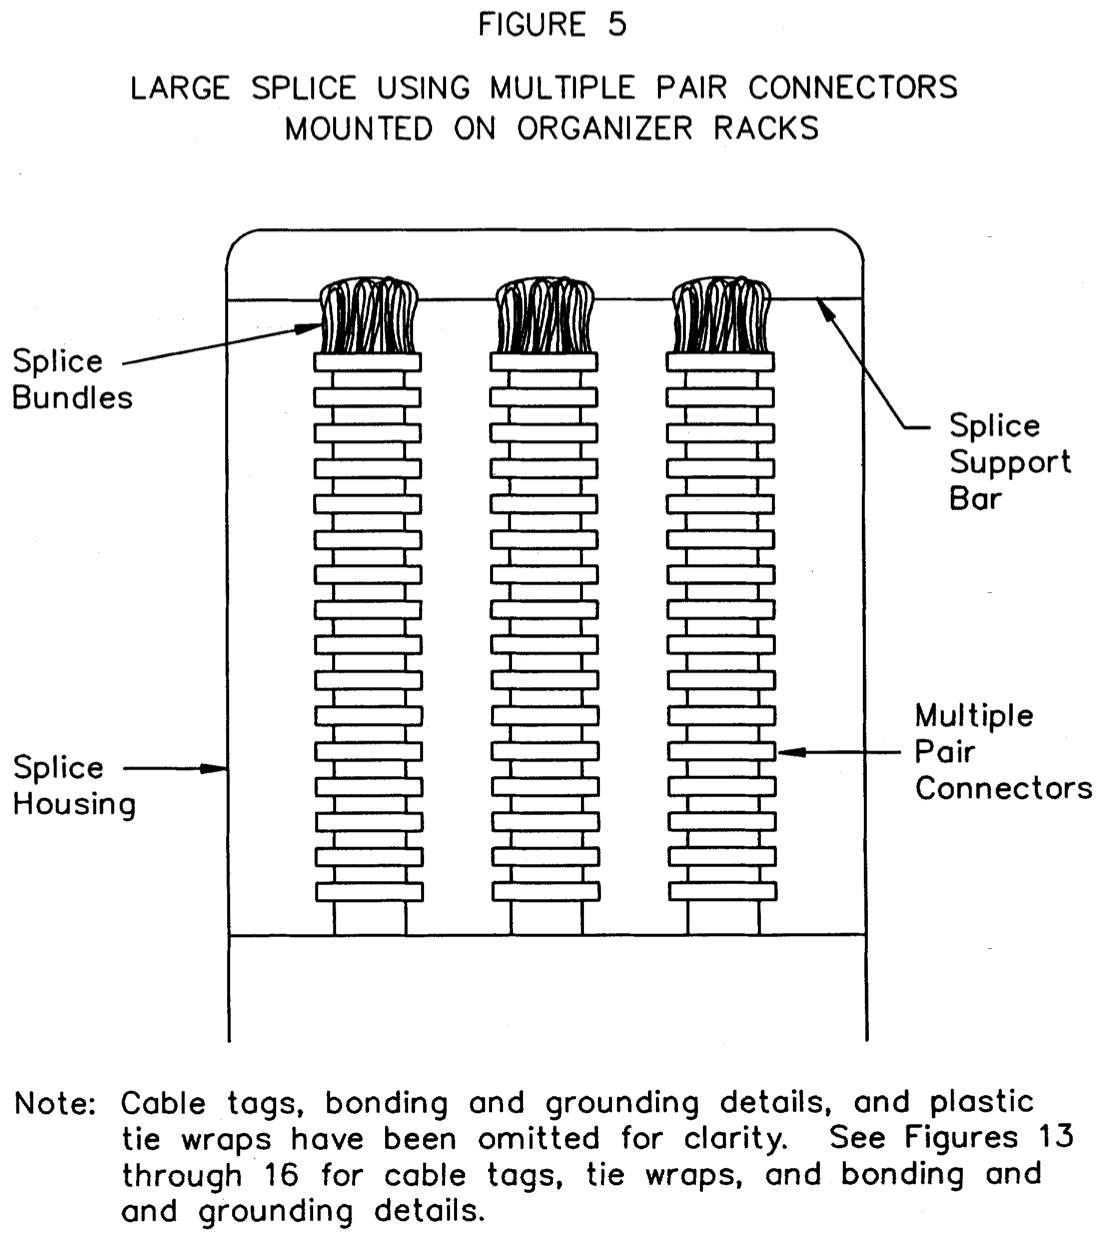 FIGURE 5
LARGE SPLICE USING MULTIPLE PAIR CONNECTORS
MOUNTED ON ORGANIZER RACKS
Splice
Bundles
Splice
Support
Bar
Multiple
Pair
Connectors
Splice
Housing
Note: Cable tags, bonding and grounding details, and plastic
tie wraps have been omitted for clarity. See Figures 13
through 16 for cable tags, tie wraps, and bonding and
and grounding details.